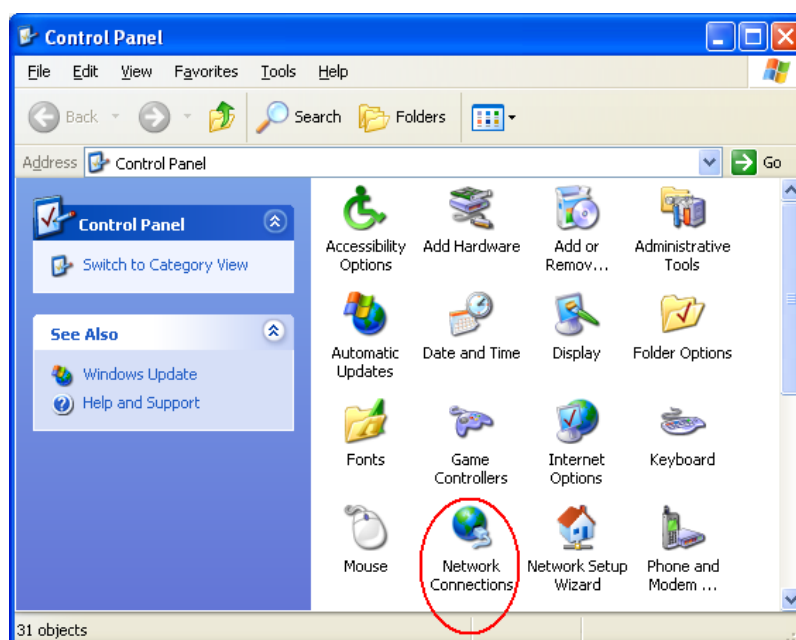 Control Panel
File Edit View Favorites Tools Help
Back Search Folders
Address Control Panel Go
Control Panel
Switch to Category View
See Also
Windows Update
Help and Support
Accessibility
Options
Add Hardware
Add or
Remov...
Administrative
Tools
Automatic
Updates
Date and Time
Display
Folder Options
Fonts
Game
Controllers
Internet
Options
Keyboard
Mouse
Network
Connections
Network Setup
Wizard
Phone and
Modem ...
31 objects